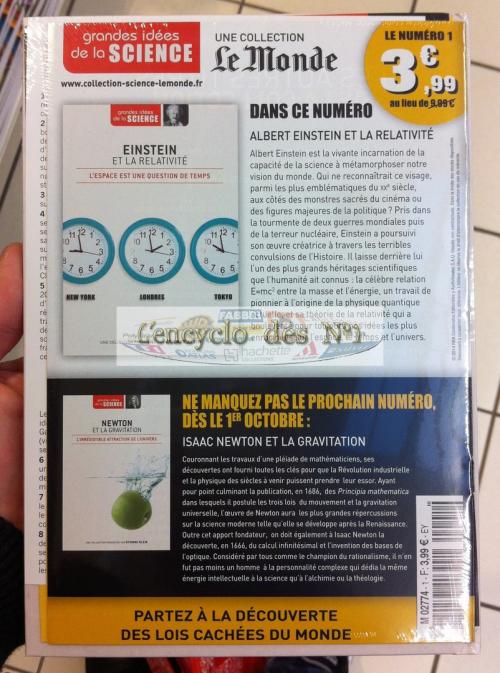 grandes idées
de la SCIENCE
UNE COLLECTION
Le Monde
www.collection-science-lemonde.fr
LE NUMÉRO 1
3€,99
au lieu de 9,99 €
grandes idées
de la SCIENCE
EINSTEIN
ET LA RELATIVITÉ
L'ESPACE EST UNE QUESTION DE TEMPS
NEW YORK
LONDRES
TOKYO
DANS CE NUMÉRO
ALBERT EINSTEIN ET LA RELATIVITÉ
Albert Einstein est la vivante incarnation de la
capacité de la science à métamorphoser notre
vision du monde. Qui ne reconnaîtrait ce visage,
parmi les plus emblématiques du XXe siècle,
aux côtés des monstres sacrés du cinéma ou
des figures majeures de la politique ? Pris dans
la tourmente de deux guerres mondiales puis
de la terreur nucléaire, Einstein a poursuivi
son œuvre créatrice à travers les terribles
convulsions de l'Histoire. Il laisse derrière lui
l'un des plus grands héritages scientifiques
que l'humanité ait connus : la célèbre relation
E=mc² entre la masse et l'énergie, un travail de
pionnier à l'origine de la physique quantique
et la théorie de la relativité qui a
idées les plus
et l'univers.
L'encyclo des N°1
FABBRI
hachette
NE MANQUEZ PAS LE PROCHAIN NUMÉRO,
DÈS LE 1ER OCTOBRE :
ISAAC NEWTON ET LA GRAVITATION
grandes idées
de la SCIENCE
NEWTON
ET LA GRAVITATION
L'IRRÉSISTIBLE ATTRACTION DE L'UNIVERS
Couronnant les travaux d'une pléiade de mathématiciens, ses
découvertes ont fourni toutes les clés pour que la Révolution industrielle
et la physique des siècles à venir puissent prendre leur essor. Ayant
pour point culminant la publication, en 1686, des Principia mathematica
dans lesquels il postule les trois lois du mouvement et la gravitation
universelle, l'œuvre de Newton aura les plus grandes répercussions
sur la science moderne telle qu'elle se développe après la Renaissance.
Outre cet apport fondateur, on doit également à Isaac Newton la
découverte, en 1666, du calcul infinitésimal et l'invention des bases de
l'optique. Considéré par tous comme le champion du rationalisme, il n'en
fut pas moins un homme à la personnalité complexe qui dédia la même
énergie intellectuelle à la science qu'à l'alchimie ou la théologie.
M 02774 - 1 - F: 3,99 € - EY
PARTEZ À LA DÉCOUVERTE
DES LOIS CACHÉES DU MONDE